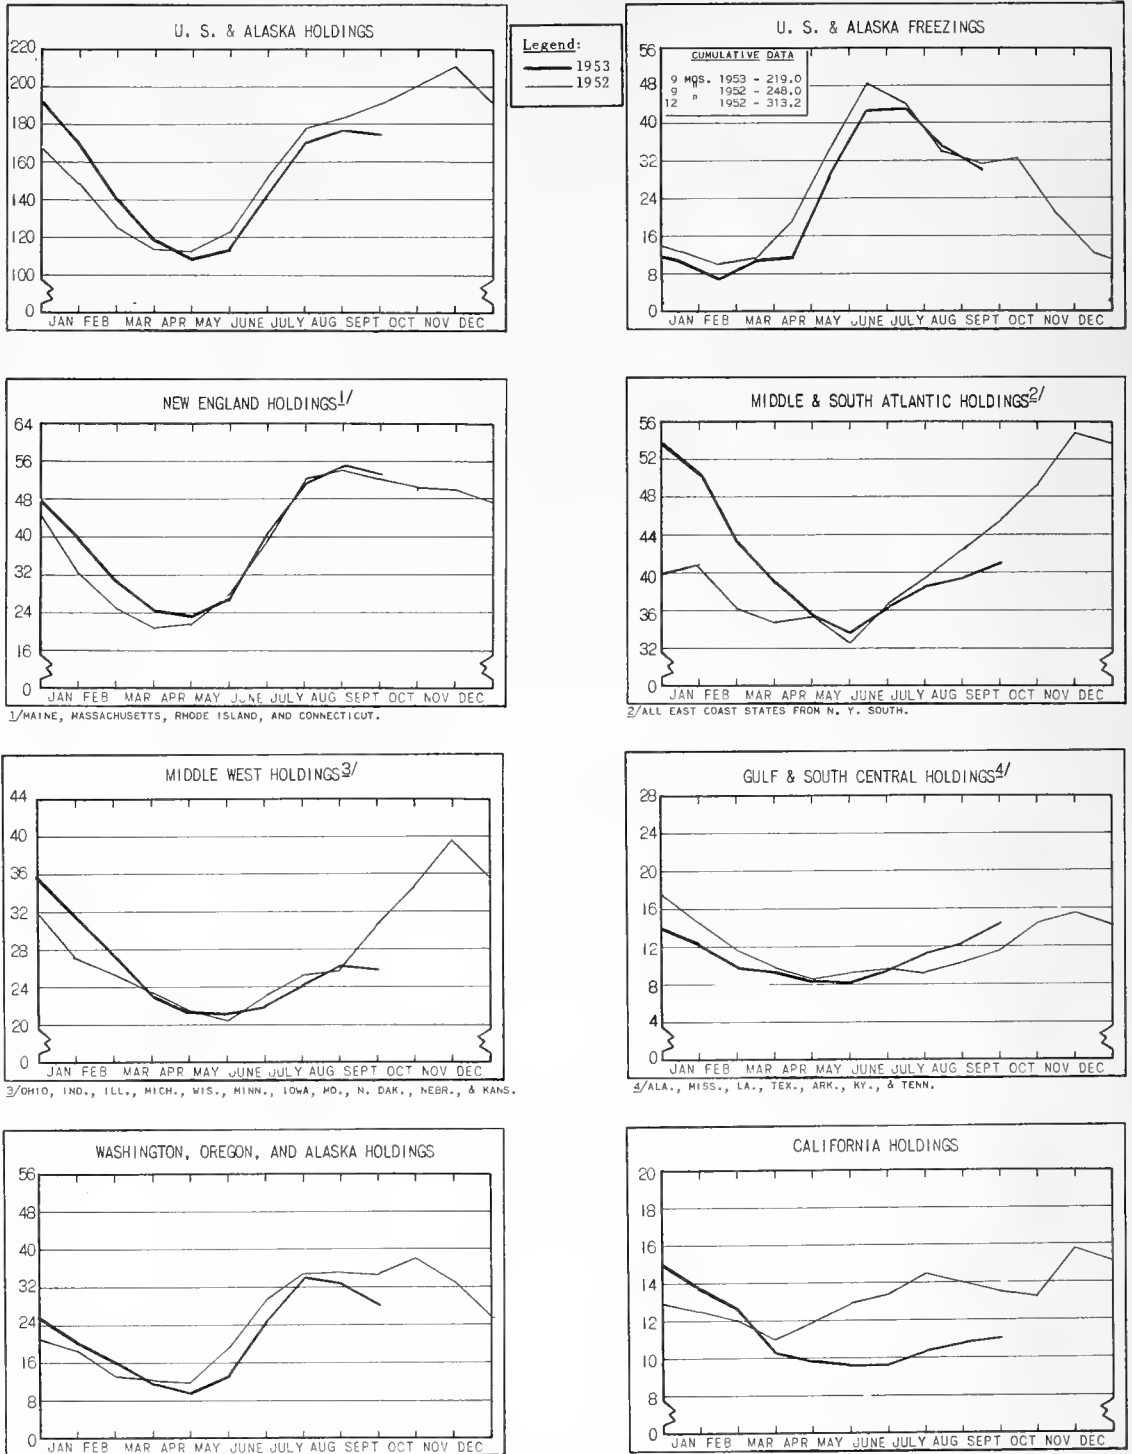 U. S. & ALASKA HOLDINGS
220
200
180
160
140
120
100
0
JAN FEB MAR APR MAY JUNE JULY AUG SEPT OCT NOV DEC
Legend:
1953
1952
U. S. & ALASKA FREEZINGS
CUMULATIVE DATA
9 MOS. 1953 - 219.0
9 " 1952 - 248.0
12 " 1952 - 313.2
56
48
40
32
24
16
8
0
JAN FEB MAR APR MAY JUNE JULY AUG SEPT OCT NOV DEC
NEW ENGLAND HOLDINGS1/
64
56
48
40
32
24
16
0
JAN FEB MAR APR MAY JUNE JULY AUG SEPT OCT NOV DEC
1/MAINE, MASSACHUSETTS, RHODE ISLAND, AND CONNECTICUT.
MIDDLE & SOUTH ATLANTIC HOLDINGS2/
56
52
48
44
40
36
32
0
JAN FEB MAR APR MAY JUNE JULY AUG SEPT OCT NOV DEC
2/ALL EAST COAST STATES FROM N. Y. SOUTH.
MIDDLE WEST HOLDINGS3/
44
40
36
32
28
24
20
0
JAN FEB MAR APR MAY JUNE JULY AUG SEPT OCT NOV DEC
3/OHIO, IND., ILL., MICH., WIS., MINN., IOWA, MO., N. DAK., NEBR., & KANS.
GULF & SOUTH CENTRAL HOLDINGS4/
28
24
20
16
12
8
4
0
JAN FEB MAR APR MAY JUNE JULY AUG SEPT OCT NOV DEC
4/ALA., MISS., LA., TEX., ARK., KY., & TENN.
WASHINGTON, OREGON, AND ALASKA HOLDINGS
56
48
40
32
24
16
8
0
JAN FEB MAR APR MAY JUNE JULY AUG SEPT OCT NOV DEC
CALIFORNIA HOLDINGS
20
18
16
14
12
10
8
0
JAN FEB MAR APR MAY JUNE JULY AUG SEPT OCT NOV DEC